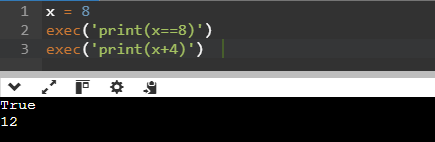 1 x = 8
2 exec('print(x==8)')
3 exec('print(x+4)')
True
12